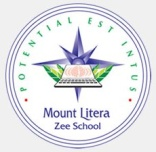 POTENTIAL EST INTUS
Mount Litera
Zee School